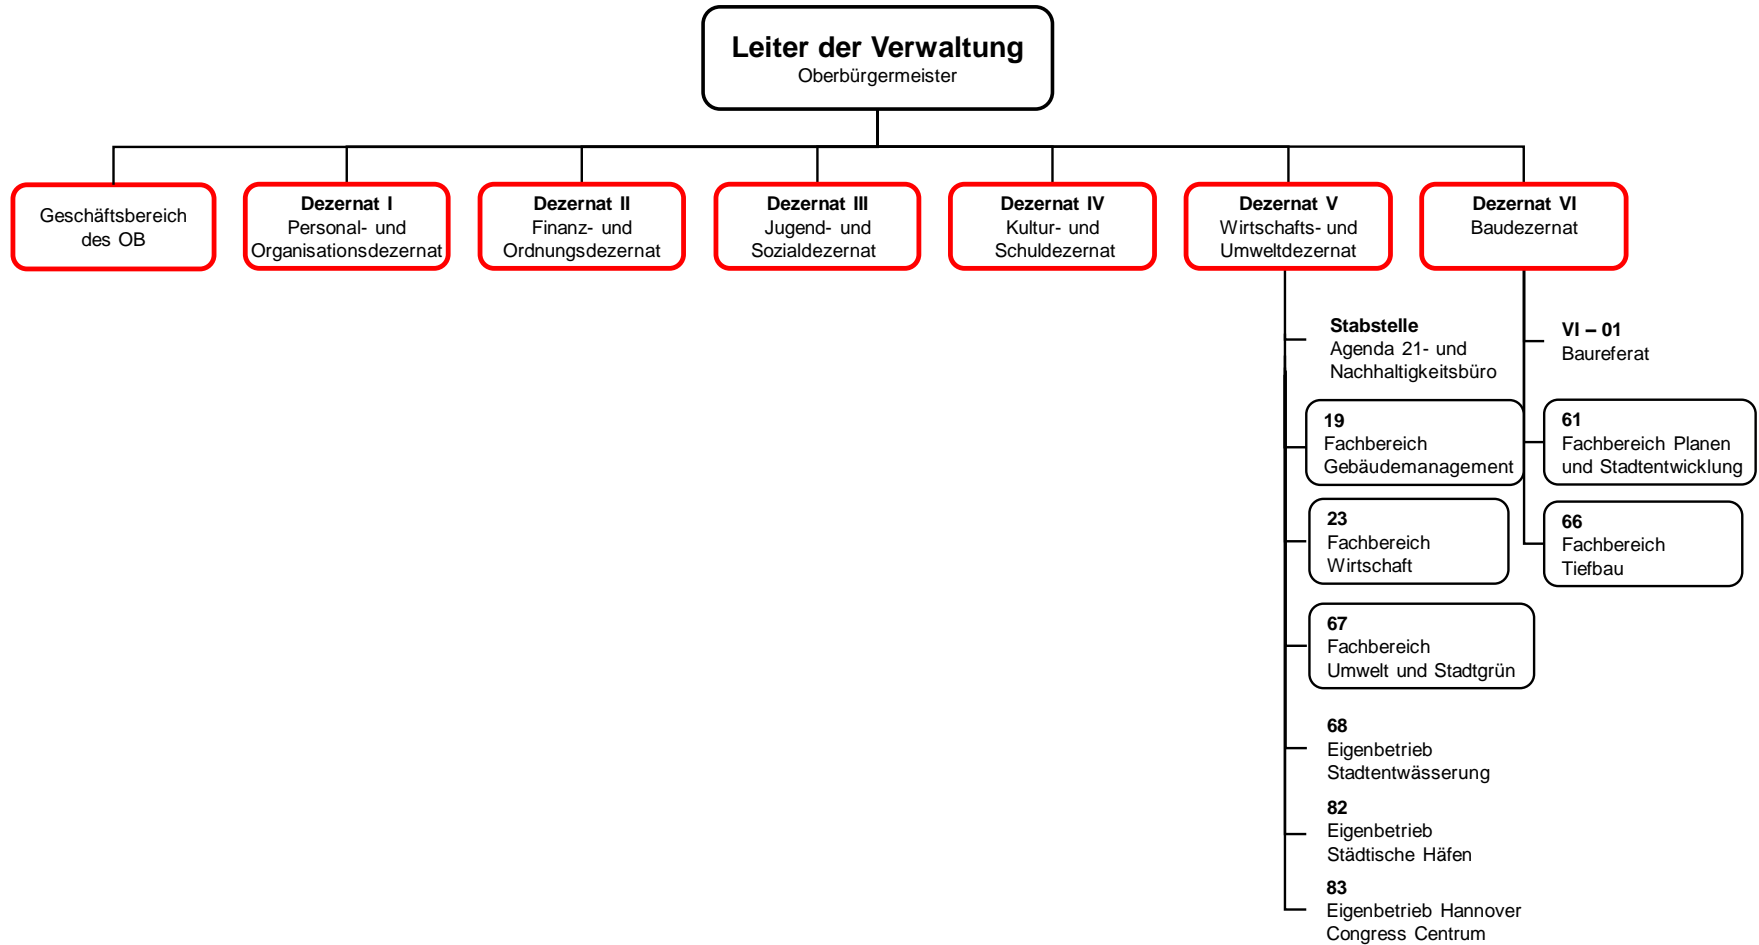 Leiter der Verwaltung
Oberbürgermeister
Geschäftsbereich
des OB
Dezernat I
Personal- und
Organisationsdezernat
Dezernat II
Finanz- und
Ordnungsdezernat
Dezernat III
Jugend- und
Sozialdezernat
Dezernat IV
Kultur- und
Schuldezernat
Dezernat V
Wirtschafts- und
Umweltdezernat
Dezernat VI
Baudezernat
Stabstelle
Agenda 21- und
Nachhaltigkeitsbüro
19
Fachbereich
Gebäudemanagement
23
Fachbereich
Wirtschaft
67
Fachbereich
Umwelt und Stadtgrün
68
Eigenbetrieb
Stadtentwässerung
82
Eigenbetrieb
Städtische Häfen
83
Eigenbetrieb Hannover
Congress Centrum
VI – 01
Baureferat
61
Fachbereich Planen
und Stadtentwicklung
66
Fachbereich
Tiefbau